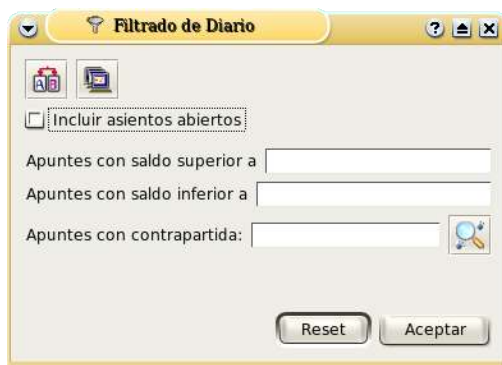 Filtrado de Diario
?
A B
Incluir asientos abiertos
Apuntes con saldo superior a
Apuntes con saldo inferior a
Apuntes con contrapartida:
Reset Aceptar